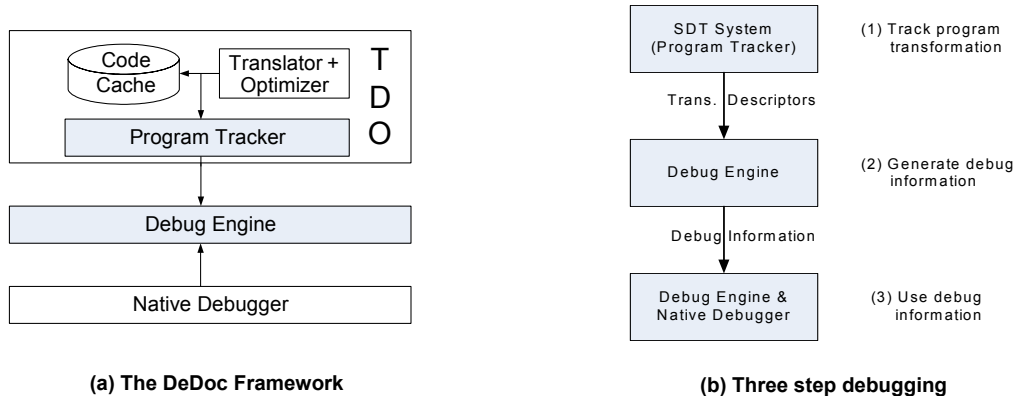 Code
Cache
Translator +
Optimizer
T
D
O
Program Tracker
Debug Engine
Native Debugger
(a) The DeDoc Framework
SDT System
(Program Tracker)
(1) Track program
transformation
Trans. Descriptors
Debug Engine
(2) Generate debug
information
Debug Information
Debug Engine &
Native Debugger
(3) Use debug
information
(b) Three step debugging